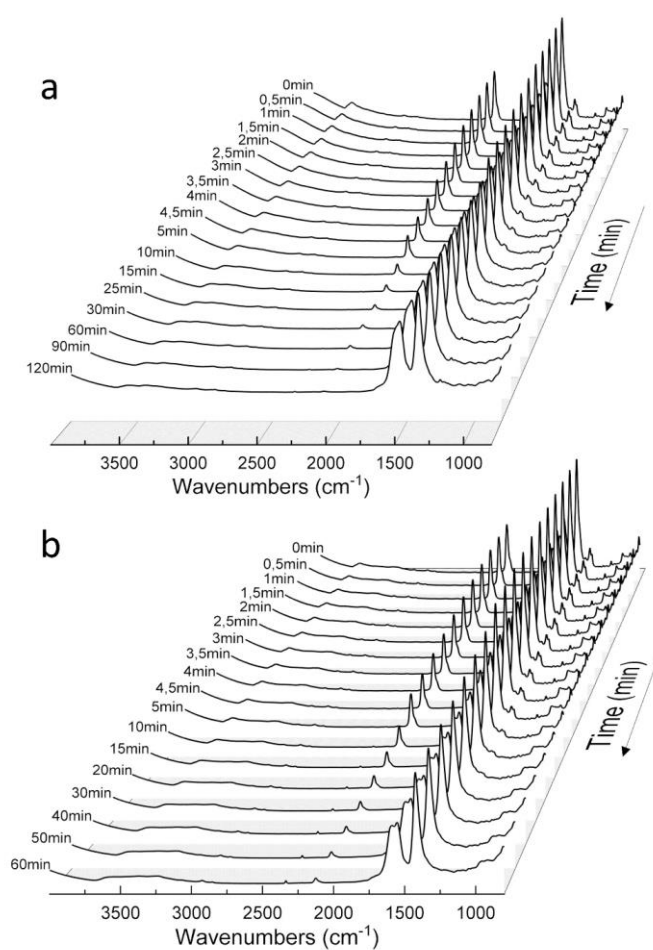 a
0min
0,5min
1min
1,5min
2min
2,5min
3min
3,5min
4min
4,5min
5min
10min
15min
25min
30min
60min
90min
120min
Time (min)
3500 3000 2500 2000 1500 1000
Wavenumbers (cm-1)
b
0min
0,5min
1min
1,5min
2min
2,5min
3min
3,5min
4min
4,5min
5min
10min
15min
20min
30min
40min
50min
60min
Time (min)
3500 3000 2500 2000 1500 1000
Wavenumbers (cm-1)